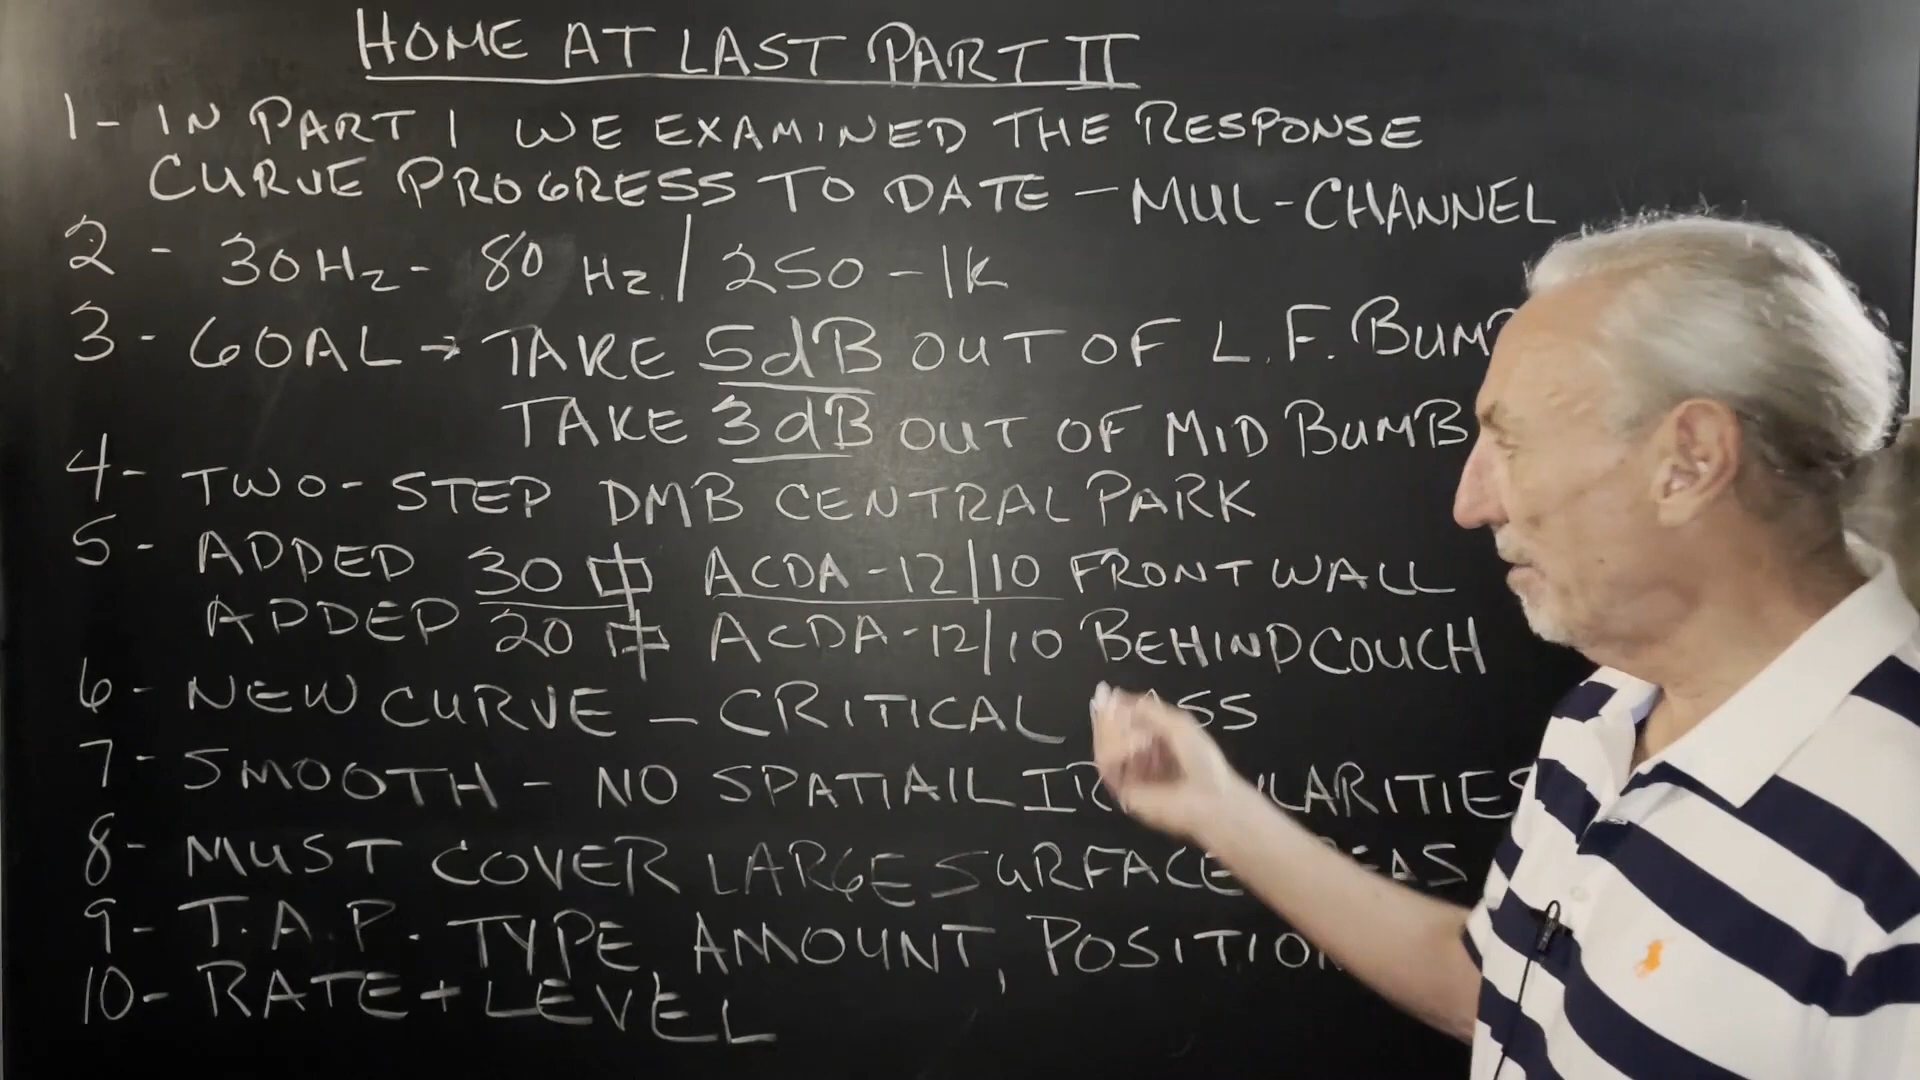 HOME AT LAST PART II
1- IN PART 1 WE EXAMINED THE RESPONSE
CURVE PROGRESS TO DATE - MUL-CHANNEL
2 - 30Hz - 80 Hz / 250 - 1K
3 - GOAL → TAKE 5dB OUT OF L.F. BUM
TAKE 3dB OUT OF MID BUMB
4- TWO-STEP DMB CENTRAL PARK
5 - ADDED 30 ACDA-12/10 FRONT WALL
ADDED 20 ACDA-12/10 BEHIND COUCH
6 - NEW CURVE - CRITICAL
7 - SMOOTH - NO SPATIAIL
8- MUST COVER LARGE SURFACE
9- T.A.P. TYPE AMOUNT, POSITION
10- RATE + LEVEL